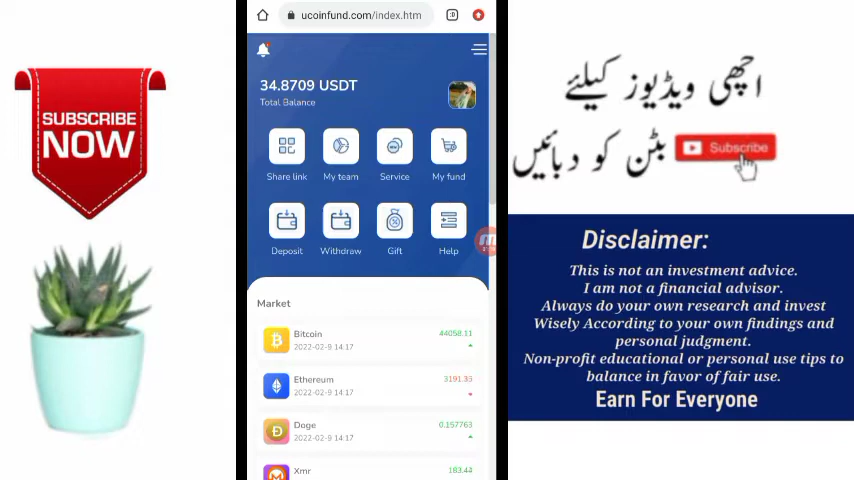 SUBSCRIBE
NOW
ucoinfund.com/index.htm
34.8709 USDT
Total Balance
Share link
My team
Service
My fund
Deposit
Withdraw
Gift
Help
Market
Bitcoin
44058.11
2022-02-9 14:17
Ethereum
3191.35
2022-02-9 14:17
Doge
0.157763
2022-02-9 14:17
Xmr
183.44
اچھی ویڈیوز کیلئے
بٹن کو دبائیں
Subscribe
Disclaimer:
This is not an investment advice.
I am not a financial advisor.
Always do your own research and invest
Wisely According to your own findings and
personal judgment.
Non-profit educational or personal use tips to
balance in favor of fair use.
Earn For Everyone